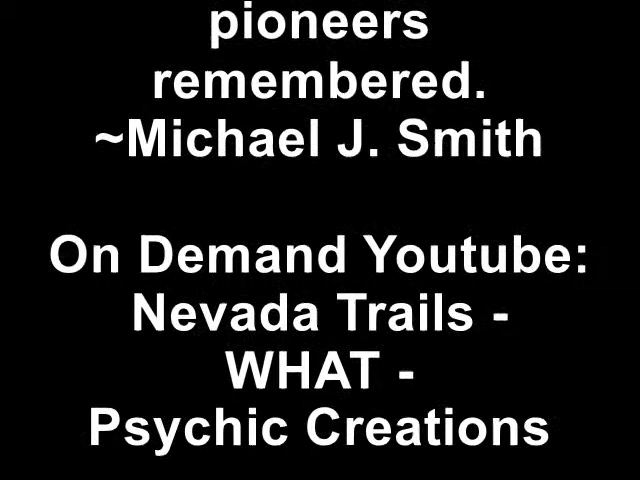 pioneers
remembered.
~Michael J. Smith
On Demand Youtube:
Nevada Trails -
WHAT -
Psychic Creations